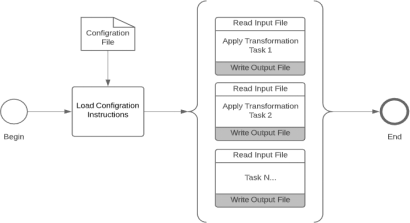 Configration
File
Load Configration
Instructions
Begin
Read Input File
Apply Transformation
Task 1
Write Output File
Read Input File
Apply Transformation
Task 2
Write Output File
Read Input File
Task N...
Write Output File
End